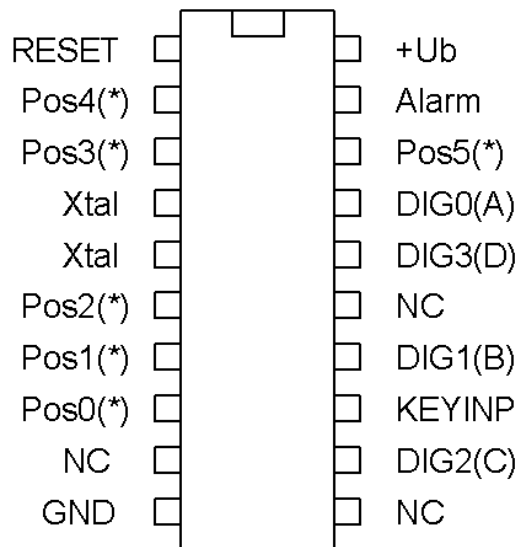 RESET +Ub
Pos4(*) Alarm
Pos3(*) Pos5(*)
Xtal DIG0(A)
Xtal DIG3(D)
Pos2(*) NC
Pos1(*) DIG1(B)
Pos0(*) KEYINP
NC DIG2(C)
GND NC